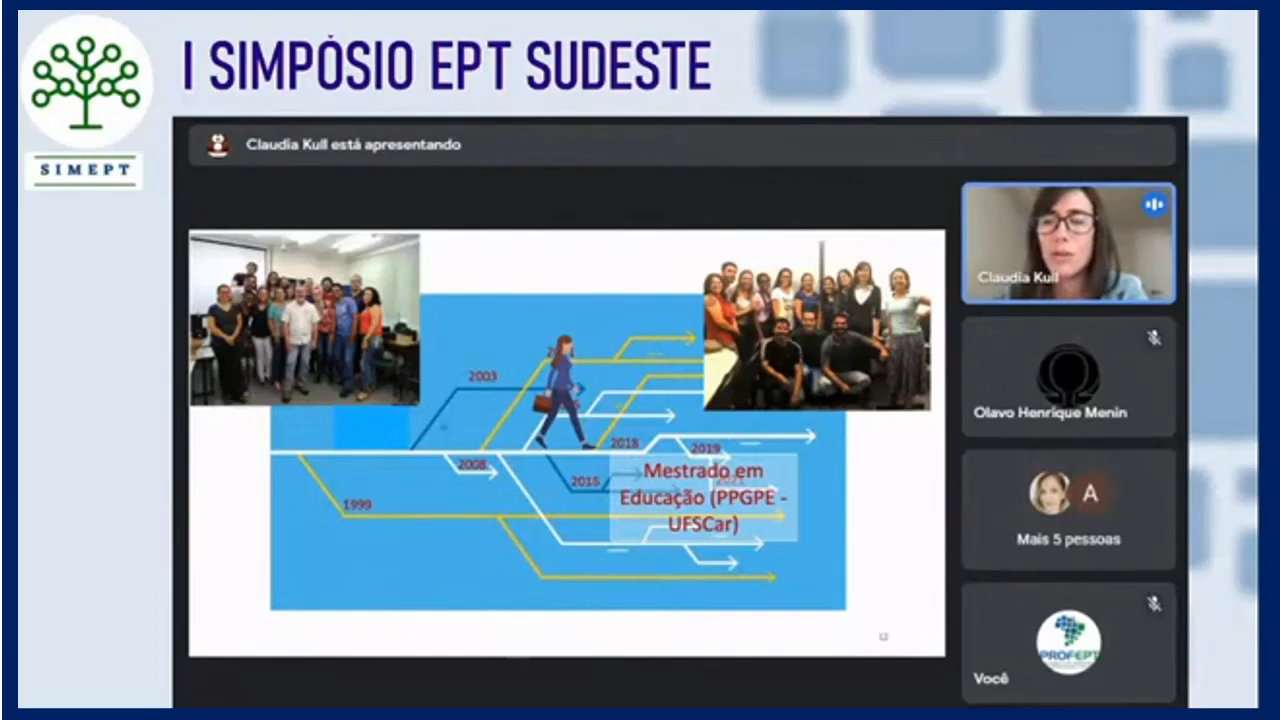 I SIMPÓSIO EPT SUDESTE
SIMEPT
Claudia Kull está apresentando
Claudia Kull
Olavo Henrique Menin
A
Mais 5 pessoas
PROFEPT
Você
2003
2018
2019
2008
2015
1999
2021
Mestrado em
Educação (PPGPE -
UFSCar)